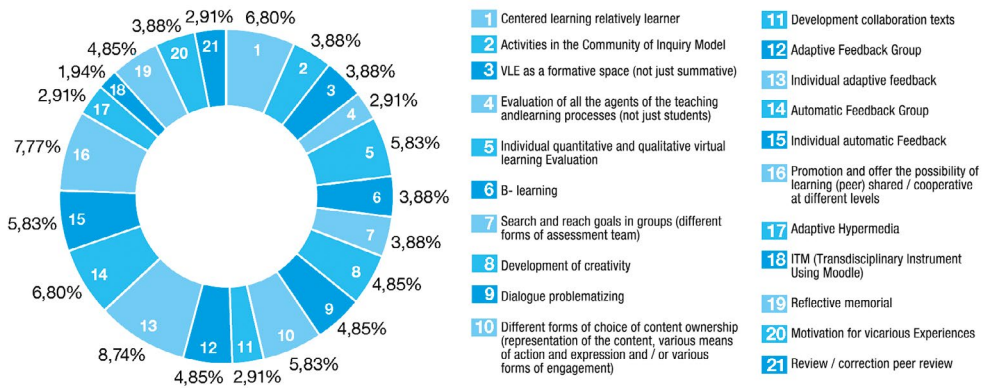 2,91%
6,80%
3,88%
3,88%
4,85%
3,88%
1,94%
2,91%
2,91%
5,83%
7,77%
3,88%
5,83%
3,88%
6,80%
4,85%
4,85%
8,74%
5,83%
4,85%
2,91%
1
2
3
4
5
6
7
8
9
10
11
12
13
14
15
16
17
18
19
20
21
1 Centered learning relatively learner
2 Activities in the Community of Inquiry Model
3 VLE as a formative space (not just summative)
4 Evaluation of all the agents of the teaching
andlearning processes (not just students)
5 Individual quantitative and qualitative virtual
learning Evaluation
6 B- learning
7 Search and reach goals in groups (different
forms of assessment team)
8 Development of creativity
9 Dialogue problematizing
10 Different forms of choice of content ownership
(representation of the content, various means
of action and expression and / or various
forms of engagement)
11 Development collaboration texts
12 Adaptive Feedback Group
13 Individual adaptive feedback
14 Automatic Feedback Group
15 Individual automatic Feedback
16 Promotion and offer the possibility of
learning (peer) shared / cooperative
at different levels
17 Adaptive Hypermedia
18 ITM (Transdisciplinary Instrument
Using Moodle)
19 Reflective memorial
20 Motivation for vicarious Experiences
21 Review / correction peer review